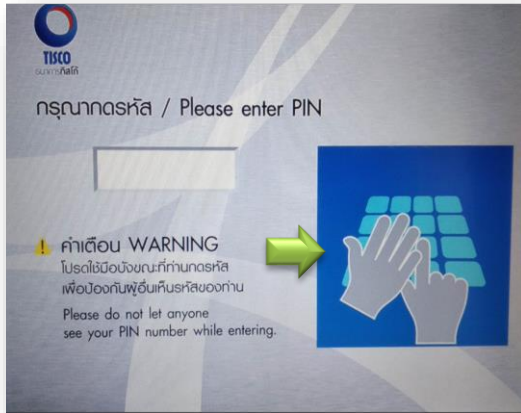 TISCO
ธนาคารทิสโก้
กรุณากดรหัส / Please enter PIN
คำเตือน WARNING
โปรดใช้มือบังขณะที่ท่านกดรหัส
เพื่อป้องกันผู้อื่นเห็นรหัสของท่าน
Please do not let anyone
see your PIN number while entering.